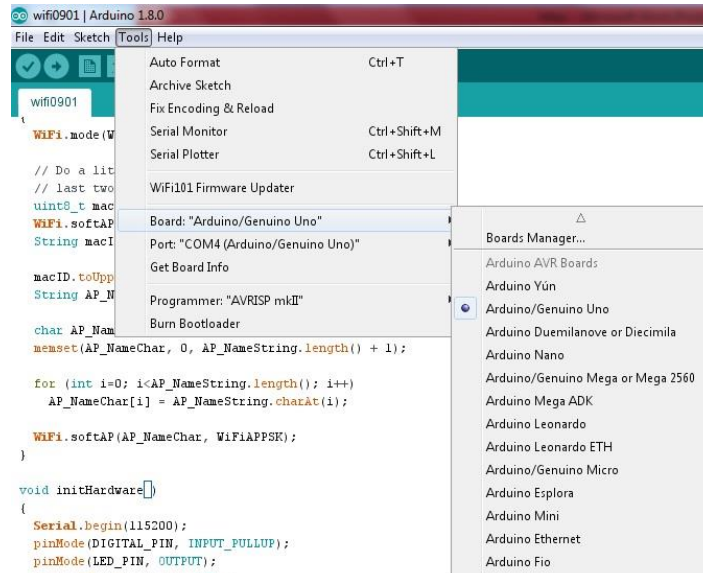 wifi0901 | Arduino 1.8.0
File Edit Sketch Tools Help
wifi0901
Auto Format Ctrl+T
Archive Sketch
Fix Encoding & Reload
Serial Monitor Ctrl+Shift+M
Serial Plotter Ctrl+Shift+L
WiFi101 Firmware Updater
Board: "Arduino/Genuino Uno"
Port: "COM4 (Arduino/Genuino Uno)"
Get Board Info
Programmer: "AVRISP mkII"
Burn Bootloader
Boards Manager...
Arduino AVR Boards
Arduino Yún
Arduino/Genuino Uno
Arduino Duemilanove or Diecimila
Arduino Nano
Arduino/Genuino Mega or Mega 2560
Arduino Mega ADK
Arduino Leonardo
Arduino Leonardo ETH
Arduino/Genuino Micro
Arduino Esplora
Arduino Mini
Arduino Ethernet
Arduino Fio
{
WiFi.mode(W
// Do a lit
// last two
uint8_t mac
WiFi.softAP
String macI
macID.toUpp
String AP_N
char AP_Nam
memset(AP_NameChar, 0, AP_NameString.length() + 1);
for (int i=0; i<AP_NameString.length(); i++)
AP_NameChar[i] = AP_NameString.charAt(i);
WiFi.softAP(AP_NameChar, WiFiAPPSK);
}
void initHardware()
{
Serial.begin(115200);
pinMode(DIGITAL_PIN, INPUT_PULLUP);
pinMode(LED_PIN, OUTPUT);